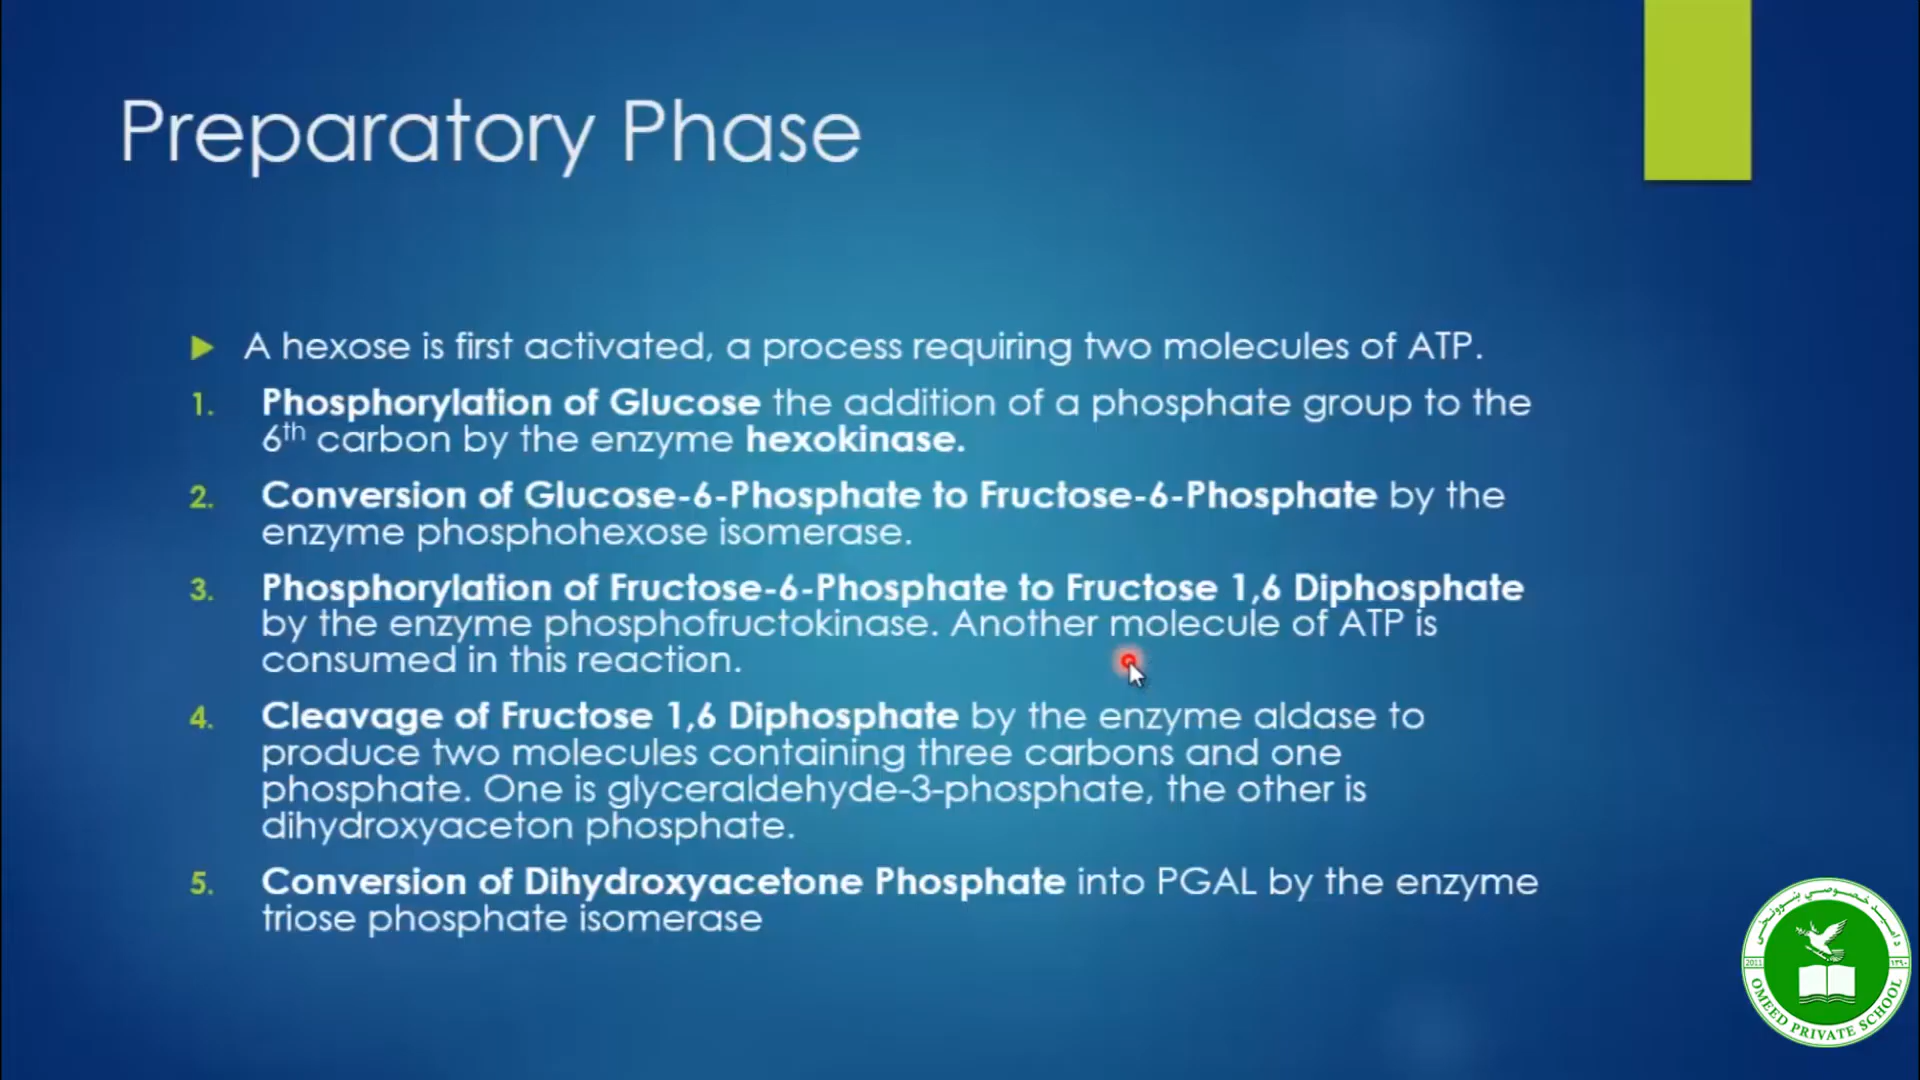 Preparatory Phase
A hexose is first activated, a process requiring two molecules of ATP.
1. Phosphorylation of Glucose the addition of a phosphate group to the
6th carbon by the enzyme hexokinase.
2. Conversion of Glucose-6-Phosphate to Fructose-6-Phosphate by the
enzyme phosphohexose isomerase.
3. Phosphorylation of Fructose-6-Phosphate to Fructose 1,6 Diphosphate
by the enzyme phosphofructokinase. Another molecule of ATP is
consumed in this reaction.
4. Cleavage of Fructose 1,6 Diphosphate by the enzyme aldase to
produce two molecules containing three carbons and one
phosphate. One is glyceraldehyde-3-phosphate, the other is
dihydroxyaceton phosphate.
5. Conversion of Dihydroxyacetone Phosphate into PGAL by the enzyme
triose phosphate isomerase
د امید خصوصي ښوونځی
2011 ١٣٩٠
OMEED PRIVATE SCHOOL